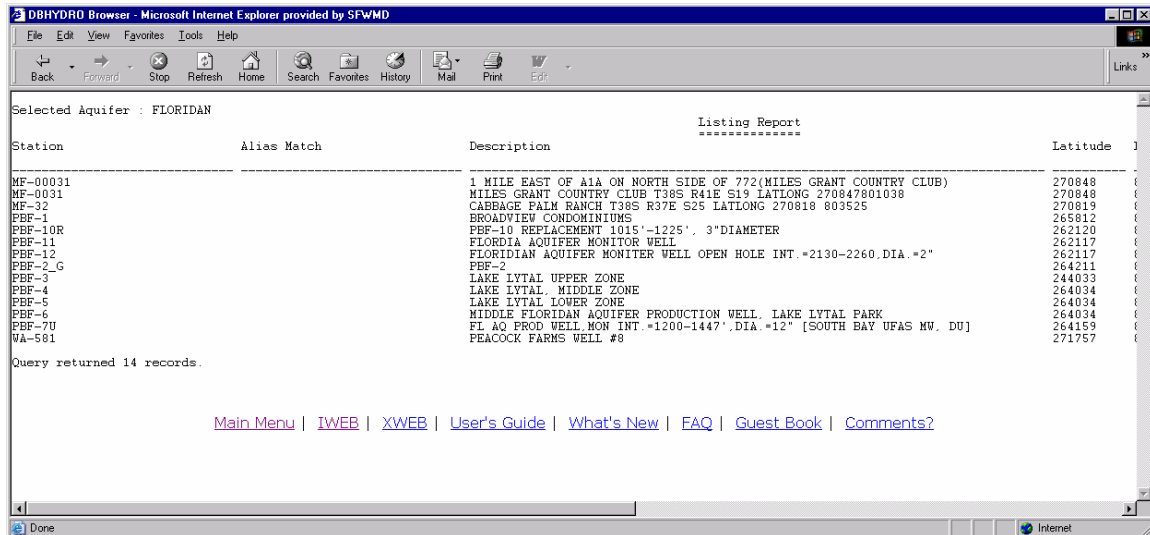 DBHYDRO Browser - Microsoft Internet Explorer provided by SFWMD
File Edit View Favorites Tools Help
Back Forward Stop Refresh Home Search Favorites History Mail Print Edit Links
Selected Aquifer : FLORIDAN
Listing Report
==============
Station Alias Match Description Latitude
MF-00031 1 MILE EAST OF A1A ON NORTH SIDE OF 772(MILES GRANT COUNTRY CLUB) 270848
MF-0031 MILES GRANT COUNTRY CLUB T38S R41E S19 LATLONG 270847801038 270848
MF-32 CABBAGE PALM RANCH T38S R37E S25 LATLONG 270818 803525 270819
PBF-1 BROADVIEW CONDOMINIUMS 265812
PBF-10R PBF-10 REPLACEMENT 1015'-1225', 3"DIAMETER 262120
PBF-11 FLORDIA AQUIFER MONITOR WELL 262117
PBF-12 FLORIDIAN AQUIFER MONITER WELL OPEN HOLE INT.=2130-2260,DIA.=2" 262117
PBF-2_G PBF-2 264211
PBF-3 LAKE LYTAL UPPER ZONE 244033
PBF-4 LAKE LYTAL, MIDDLE ZONE 264034
PBF-5 LAKE LYTAL LOWER ZONE 264034
PBF-6 MIDDLE FLORIDAN AQUIFER PRODUCTION WELL, LAKE LYTAL PARK 264034
PBF-7U FL AQ PROD WELL,MON INT.=1200-1447',DIA.=12" [SOUTH BAY UFAS MW, DU] 264159
WA-581 PEACOCK FARMS WELL #8 271757
Query returned 14 records.
Main Menu | IWEB | XWEB | User's Guide | What's New | FAQ | Guest Book | Comments?
Done Internet